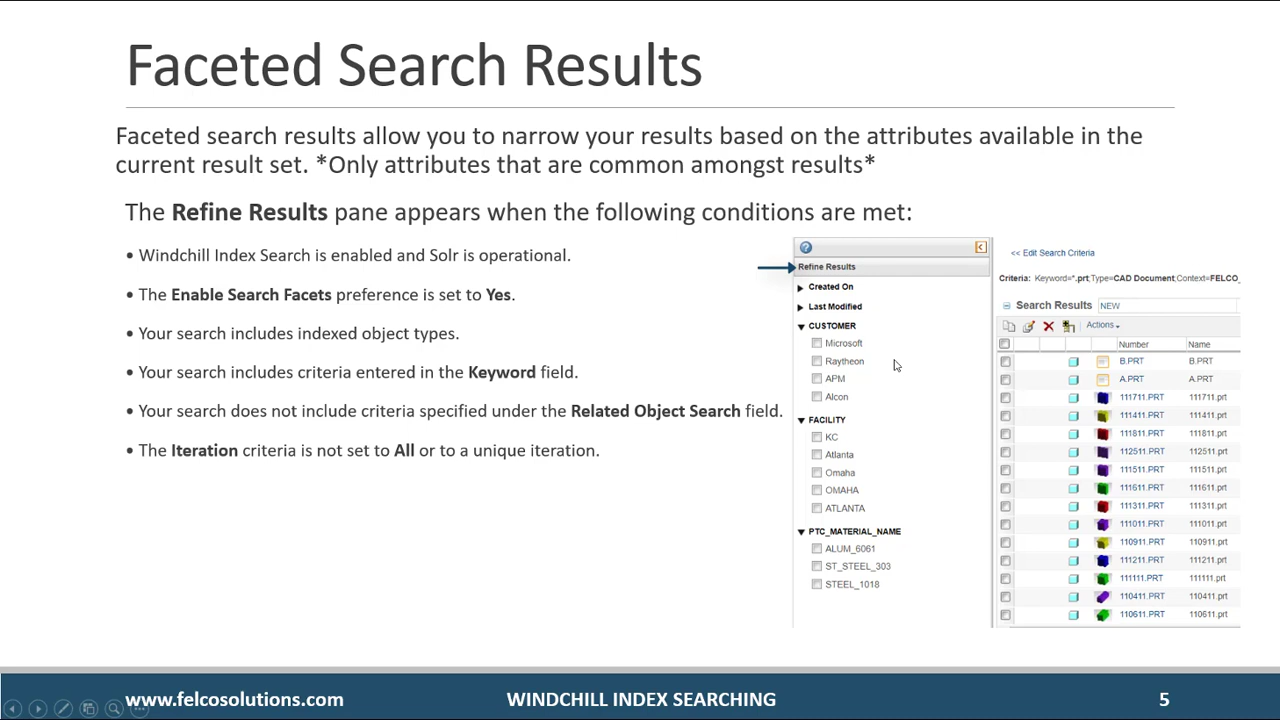 Faceted Search Results
Faceted search results allow you to narrow your results based on the attributes available in the
current result set. *Only attributes that are common amongst results*
The Refine Results pane appears when the following conditions are met:
• Windchill Index Search is enabled and Solr is operational.
• The Enable Search Facets preference is set to Yes.
• Your search includes indexed object types.
• Your search includes criteria entered in the Keyword field.
• Your search does not include criteria specified under the Related Object Search field.
• The Iteration criteria is not set to All or to a unique iteration.
Refine Results
Created On
Last Modified
CUSTOMER
Microsoft
Raytheon
APM
Alcon
FACILITY
KC
Atlanta
Omaha
OMAHA
ATLANTA
PTC_MATERIAL_NAME
ALUM_6061
ST_STEEL_303
STEEL_1018
<< Edit Search Criteria
Criteria: Keyword=*.prt;Type=CAD Document;Context=FELCO_
Search Results NEW
Actions
Number Name
B.PRT B.PRT
A.PRT A.PRT
111711.PRT 111711.prt
111411.PRT 111411.prt
111811.PRT 111811.prt
112511.PRT 112511.prt
111511.PRT 111511.prt
111611.PRT 111611.prt
111311.PRT 111311.prt
111011.PRT 111011.prt
110911.PRT 110911.prt
111211.PRT 111211.prt
111111.PRT 111111.prt
110411.PRT 110411.prt
110611.PRT 110611.prt
www.felcosolutions.com WINDCHILL INDEX SEARCHING 5